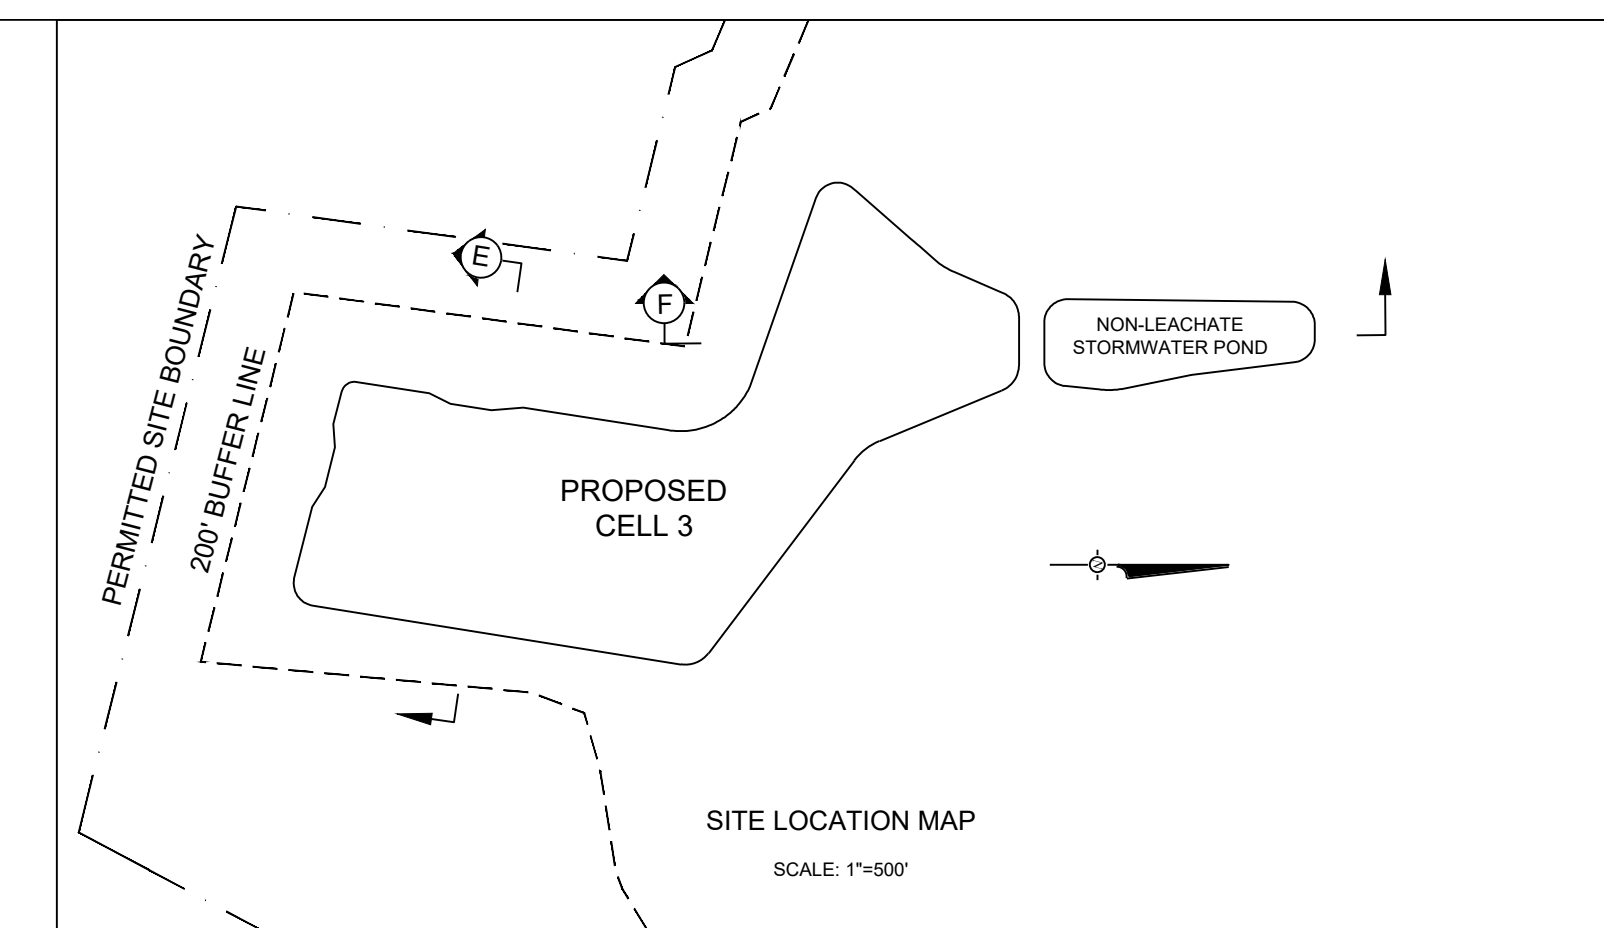 E
F
PERMITTED SITE BOUNDARY
200' BUFFER LINE
NON-LEACHATE
STORMWATER POND
PROPOSED
CELL 3
N
SITE LOCATION MAP
SCALE: 1"=500'